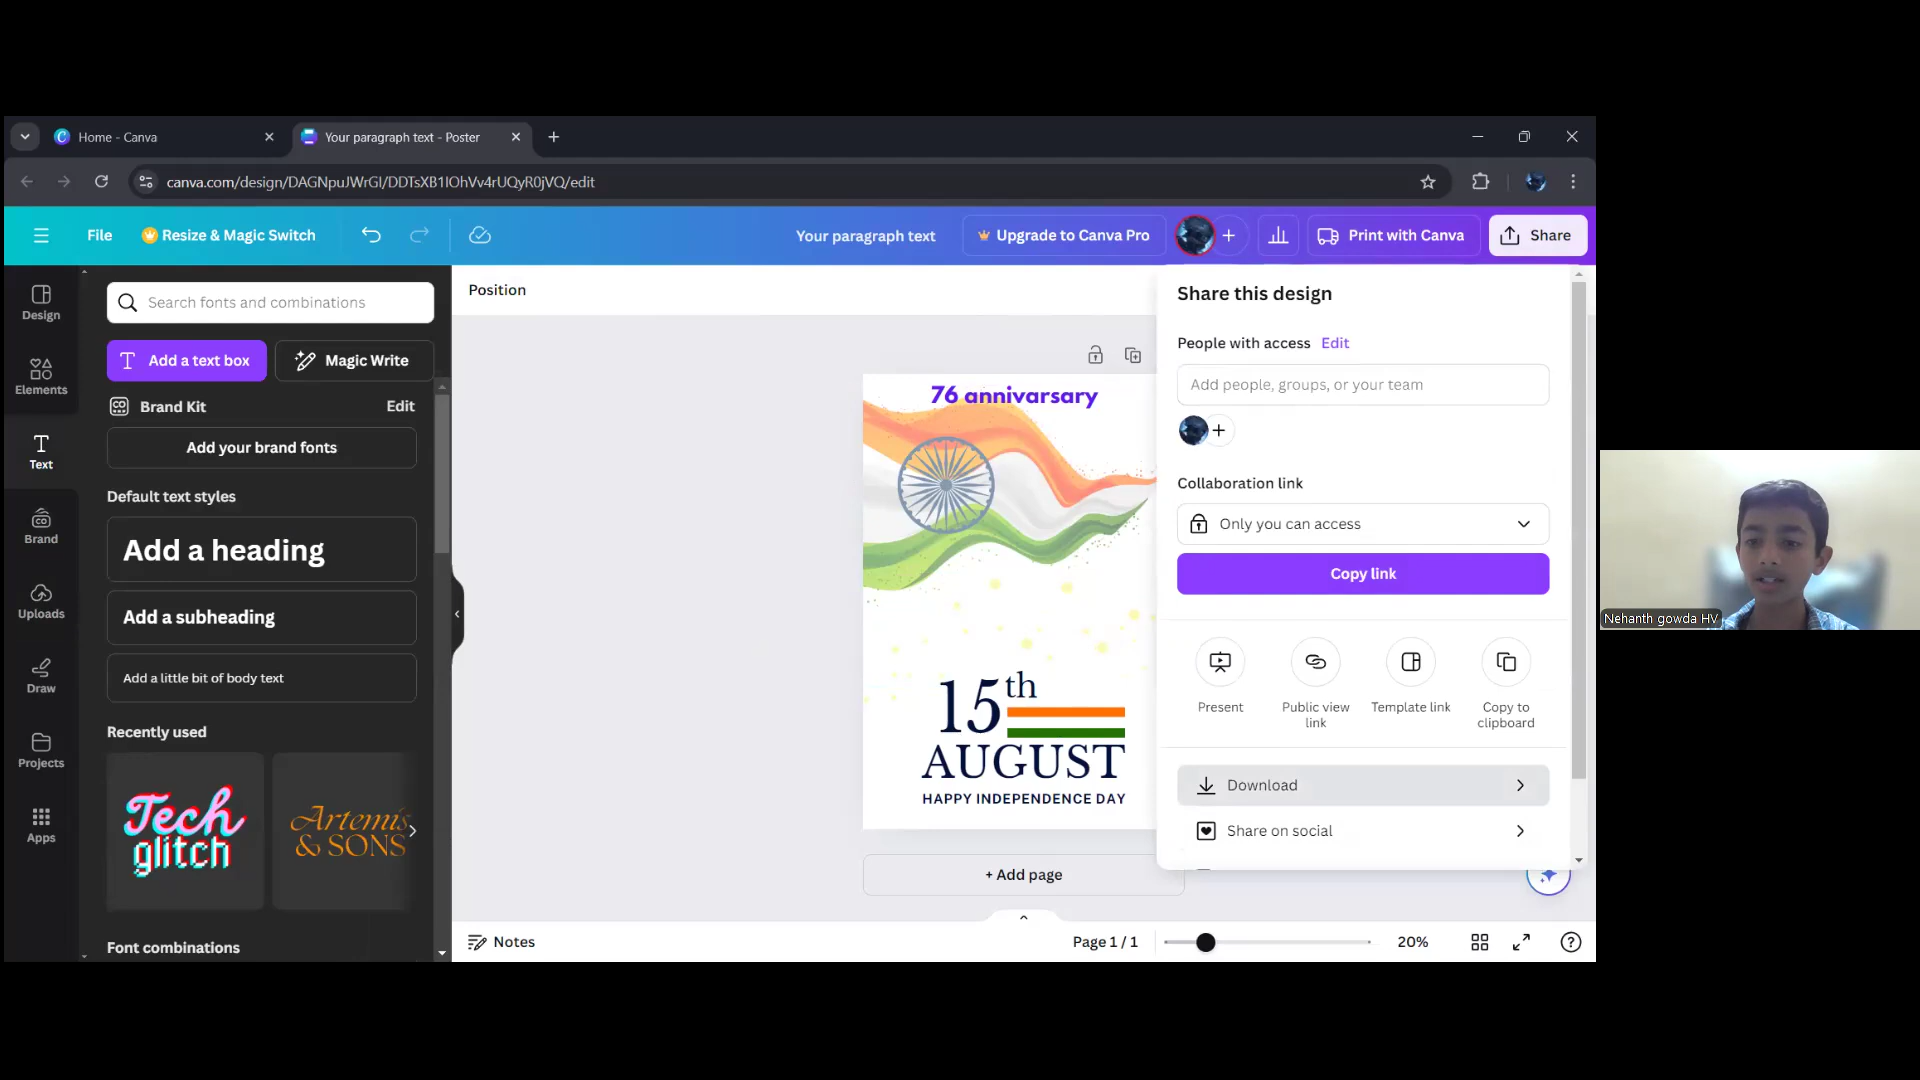 Home - Canva
Your paragraph text - Poster
canva.com/design/DAGNpuJWrGI/DDTsXB1IOhVv4rUQyR0jVQ/edit
File
Resize & Magic Switch
Your paragraph text
Upgrade to Canva Pro
Print with Canva
Share
Design
Elements
Text
Brand
Uploads
Draw
Projects
Apps
Search fonts and combinations
Add a text box
Magic Write
Brand Kit
Edit
Add your brand fonts
Default text styles
Add a heading
Add a subheading
Add a little bit of body text
Recently used
Tech
glitch
Artemis
& SONS
Font combinations
Position
76 annivarsary
15th
AUGUST
HAPPY INDEPENDENCE DAY
+ Add page
Share this design
People with access Edit
Add people, groups, or your team
Collaboration link
Only you can access
Copy link
Present
Public view
link
Template link
Copy to
clipboard
Download
Share on social
Notes
Page 1 / 1
20%
Nehanth gowda HV